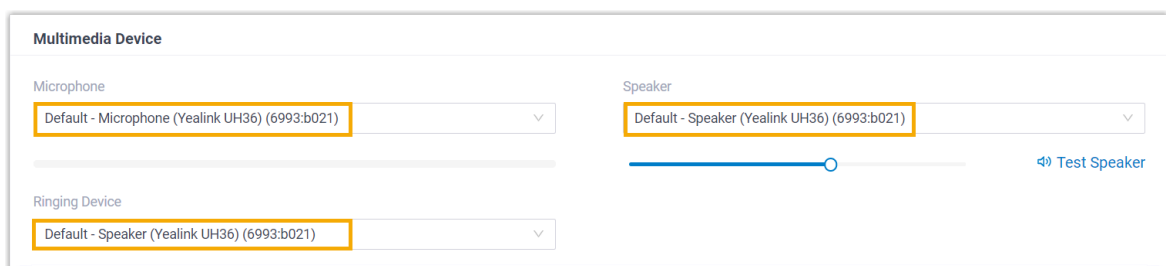 Multimedia Device
Microphone
Speaker
Default - Microphone (Yealink UH36) (6993:b021)
Default - Speaker (Yealink UH36) (6993:b021)
Test Speaker
Ringing Device
Default - Speaker (Yealink UH36) (6993:b021)